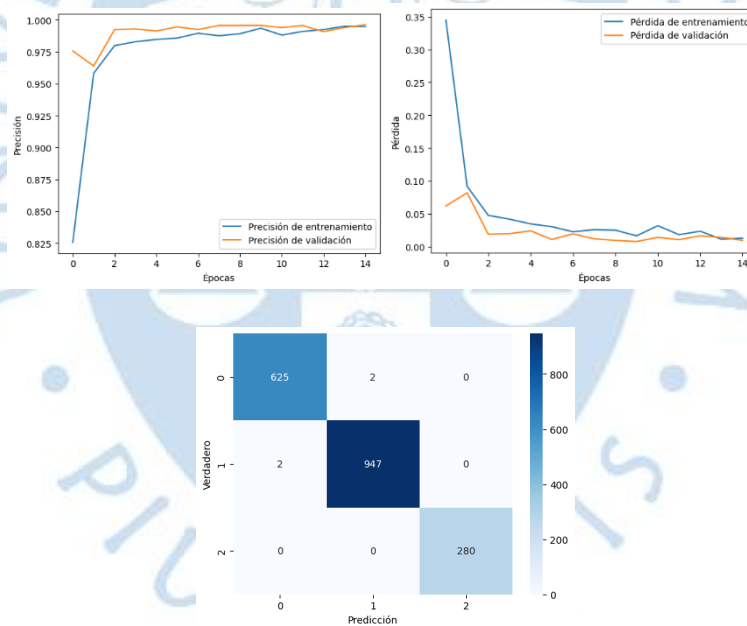 1.000
0.975
0.950
0.925
0.900
0.875
0.850
0.825
Precisión
0 2 4 6 8 10 12 14
Épocas
Precisión de entrenamiento
Precisión de validación
0.35
0.30
0.25
0.20
0.15
0.10
0.05
0.00
Pérdida
0 2 4 6 8 10 12 14
Épocas
Pérdida de entrenamiento
Pérdida de validación
0 625 2 0
1 2 947 0
2 0 0 280
Verdadero
0 1 2
Predicción
800
600
400
200
0
PIU
SI